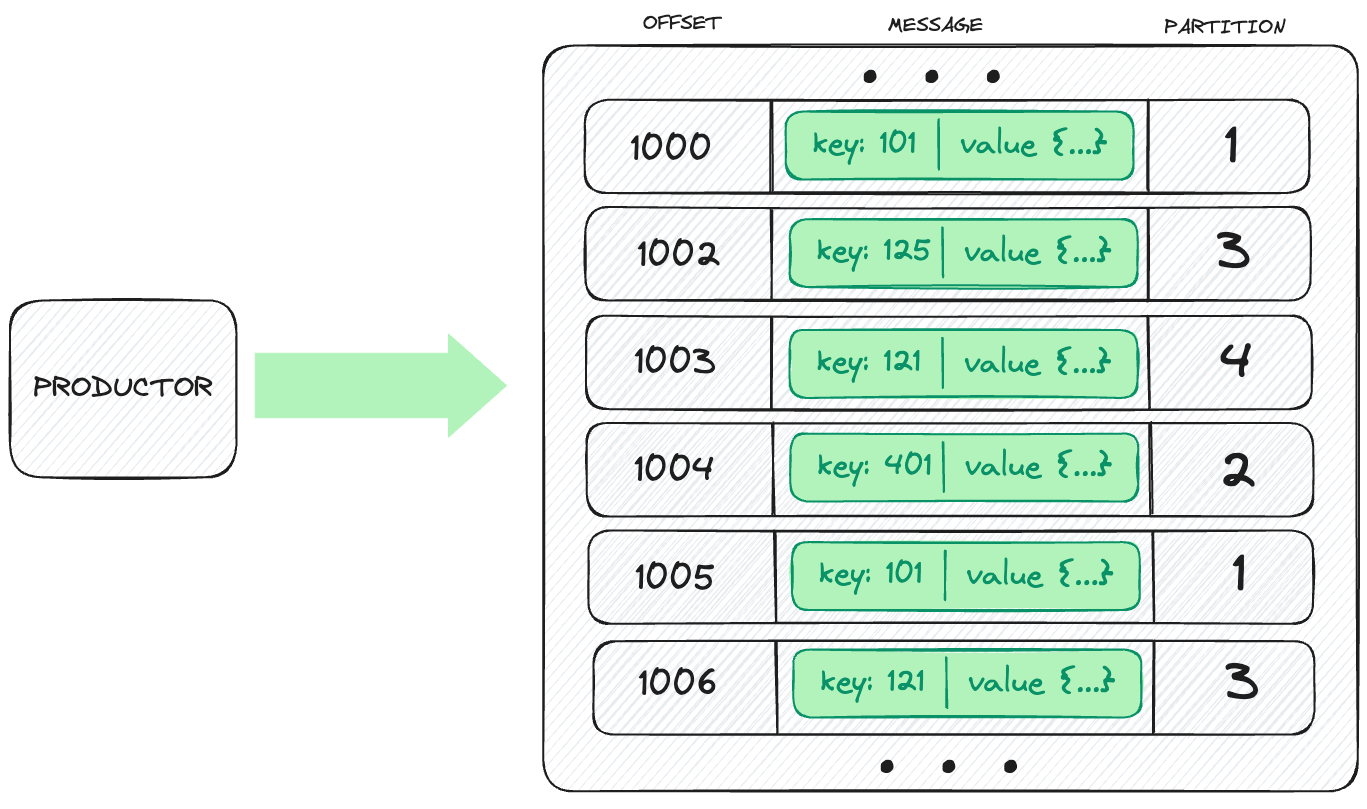 OFFSET MESSAGE PARTITION
1000 key: 101 value {...} 1
1002 key: 125 value {...} 3
1003 key: 121 value {...} 4
PRODUCTOR
1004 key: 401 value {...} 2
1005 key: 101 value {...} 1
1006 key: 121 value {...} 3